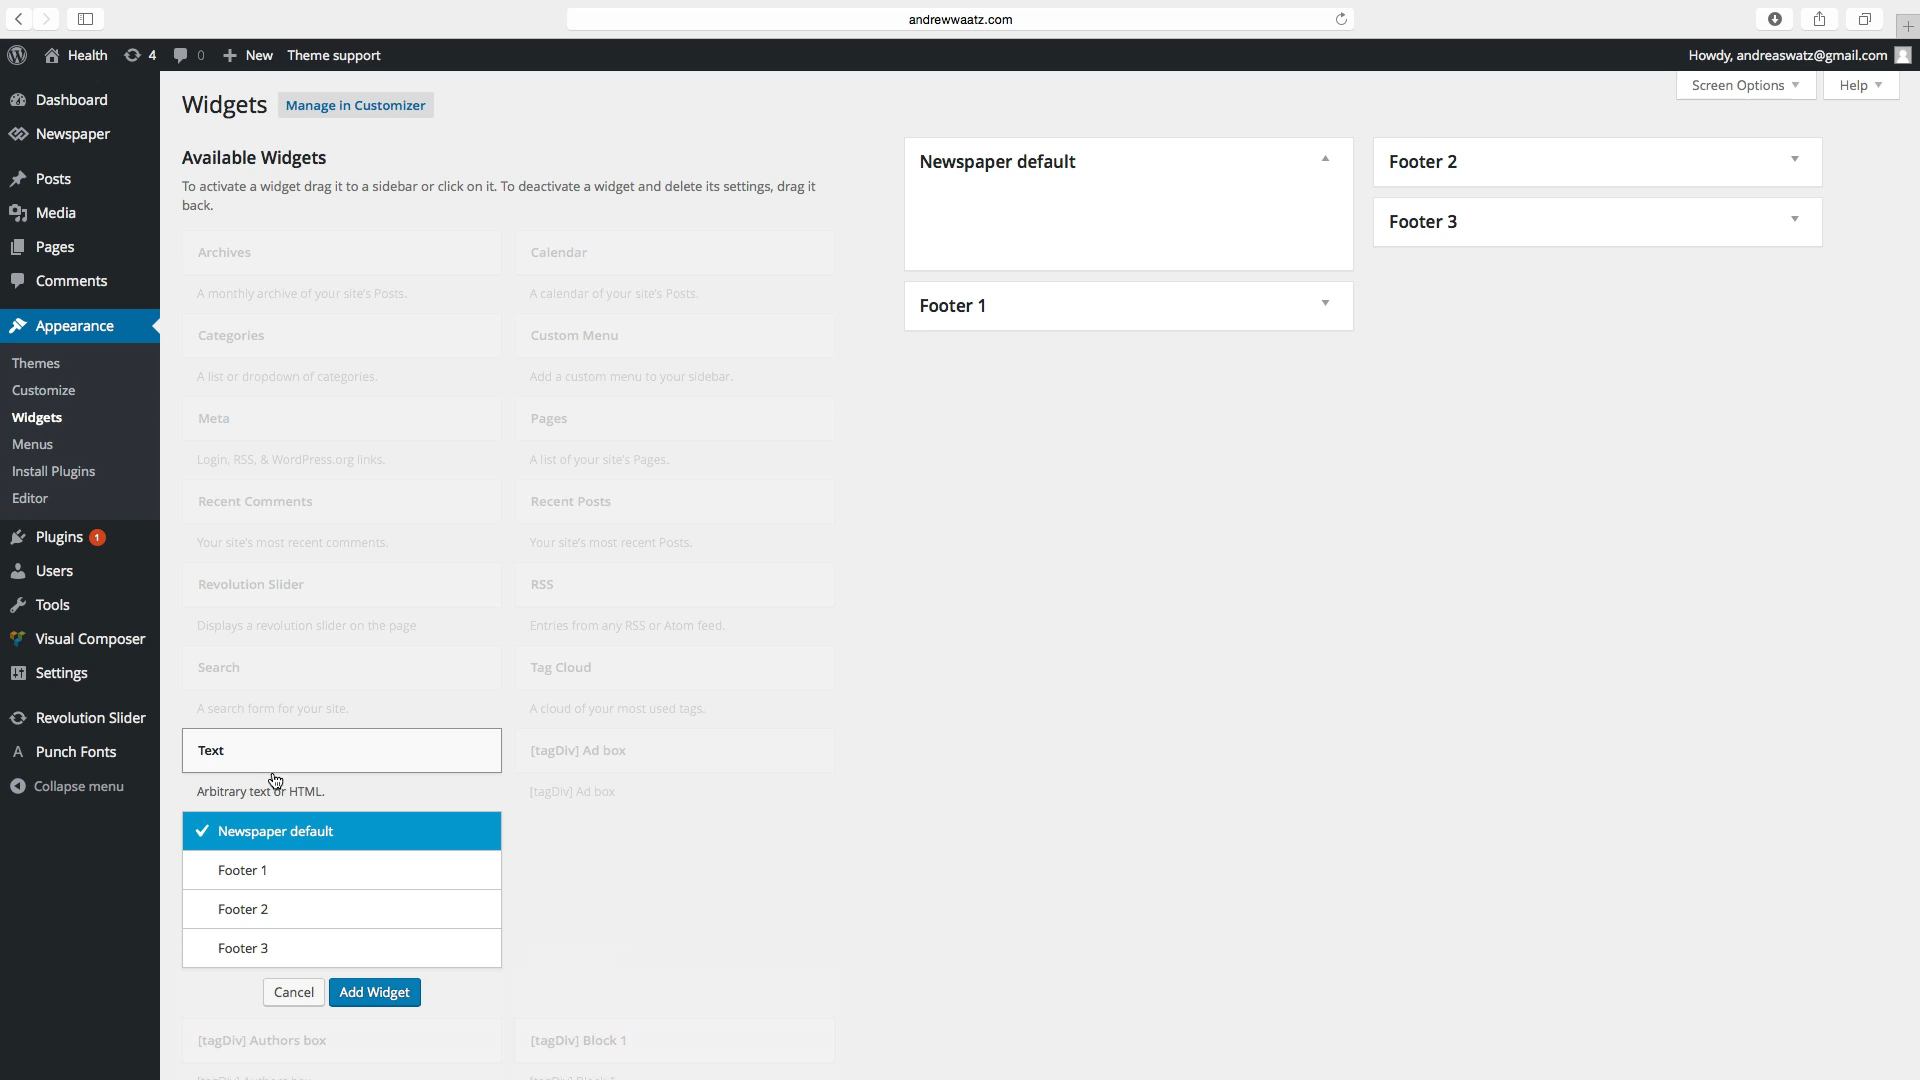 andrewwaatz.com
Health 4 0 New Theme support Howdy, andreaswatz@gmail.com
Screen Options Help
Dashboard
Newspaper
Posts
Media
Pages
Comments
Appearance
Themes
Customize
Widgets
Menus
Install Plugins
Editor
Plugins 1
Users
Tools
Visual Composer
Settings
Revolution Slider
A Punch Fonts
Collapse menu
Widgets Manage in Customizer
Available Widgets
To activate a widget drag it to a sidebar or click on it. To deactivate a widget and delete its settings, drag it
back.
Archives Calendar
A monthly archive of your site's Posts. A calendar of your site's Posts.
Categories Custom Menu
A list or dropdown of categories. Add a custom menu to your sidebar.
Meta Pages
Login, RSS, & WordPress.org links. A list of your site's Pages.
Recent Comments Recent Posts
Your site's most recent comments. Your site's most recent Posts.
Revolution Slider RSS
Displays a revolution slider on the page Entries from any RSS or Atom feed.
Search Tag Cloud
A search form for your site. A cloud of your most used tags.
Text [tagDiv] Ad box
Arbitrary text or HTML. [tagDiv] Ad box
Newspaper default
Footer 1
Footer 2
Footer 3
Cancel Add Widget
[tagDiv] Authors box [tagDiv] Block 1
Newspaper default
Footer 1
Footer 2
Footer 3